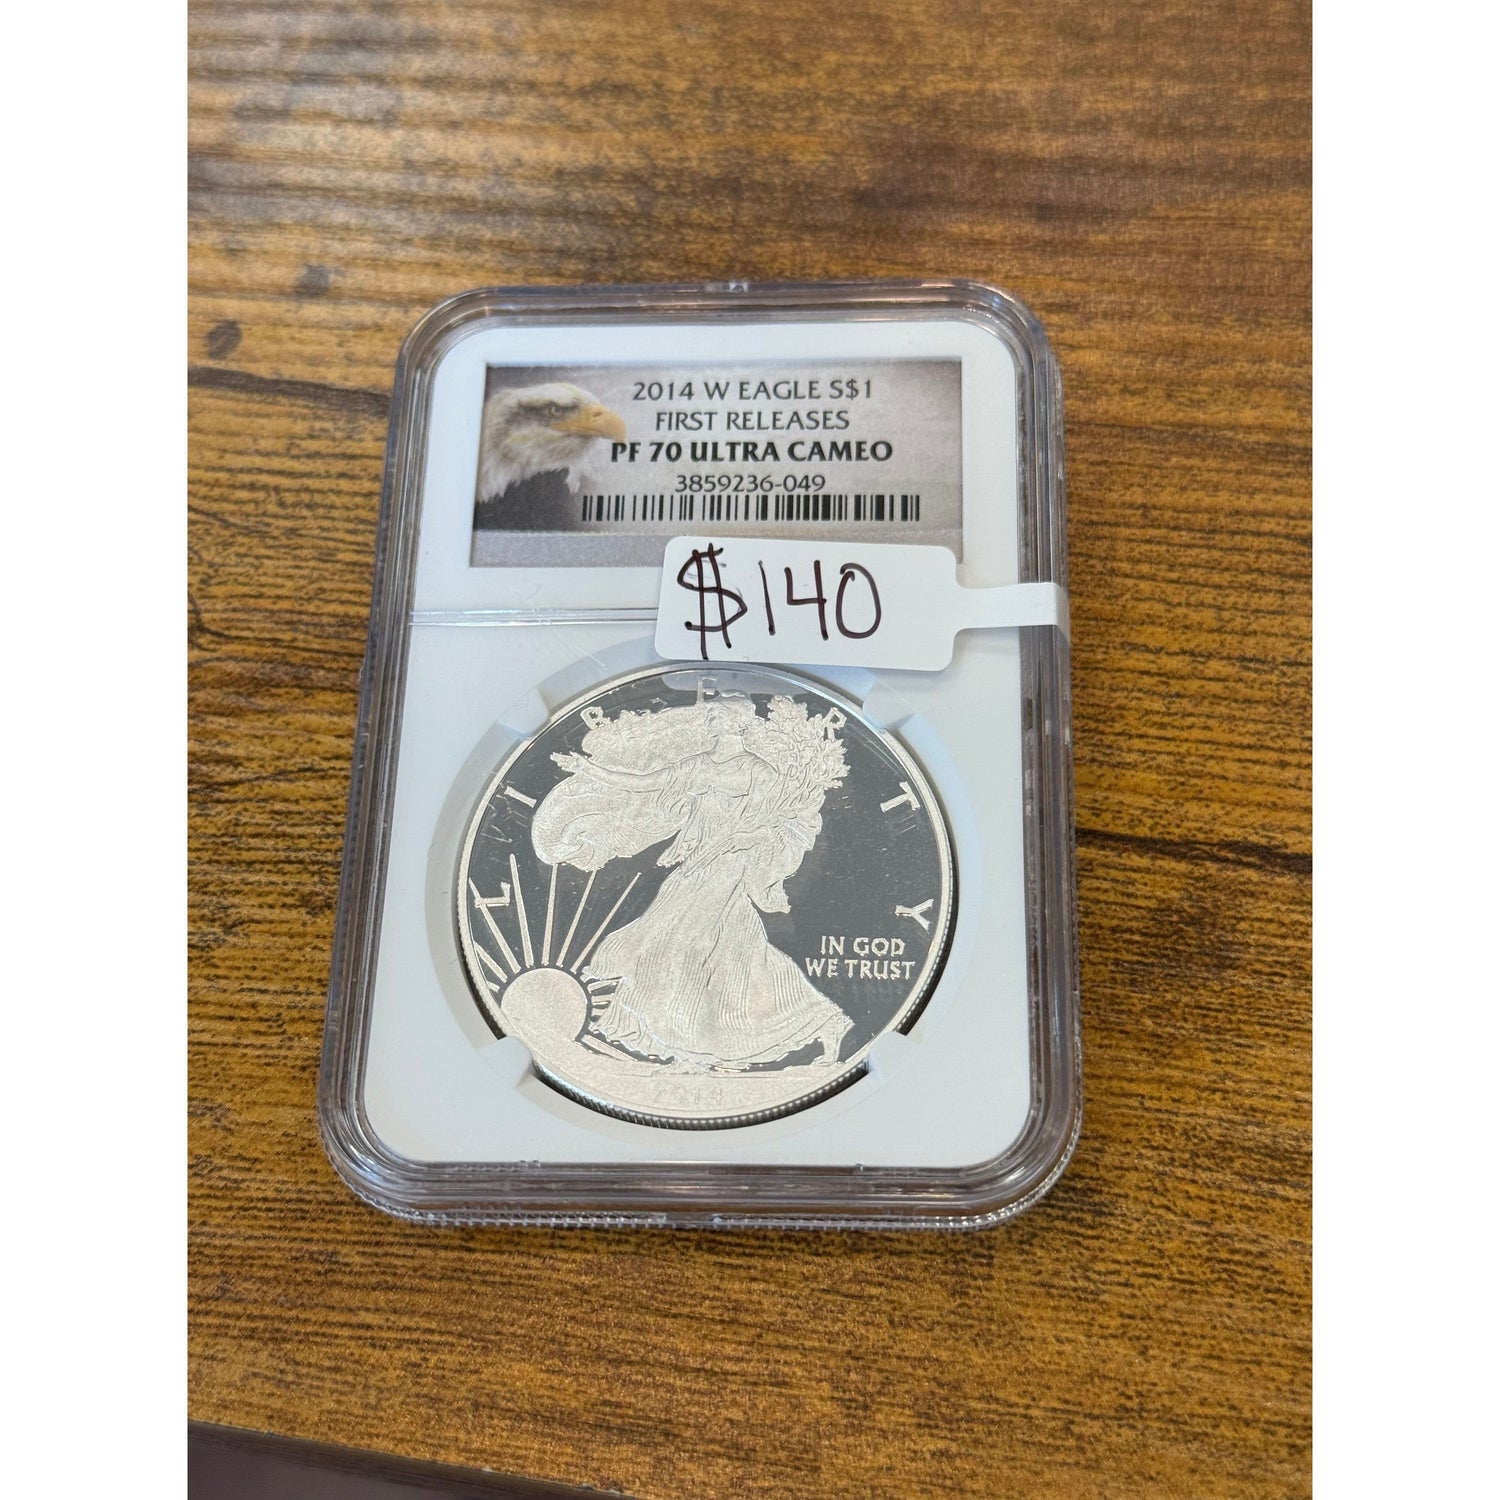 2014 W EAGLE S$1
FIRST RELEASES
PF 70 ULTRA CAMEO
3859236-049
$140
LIBERTY
IN GOD
WE TRUST
2014